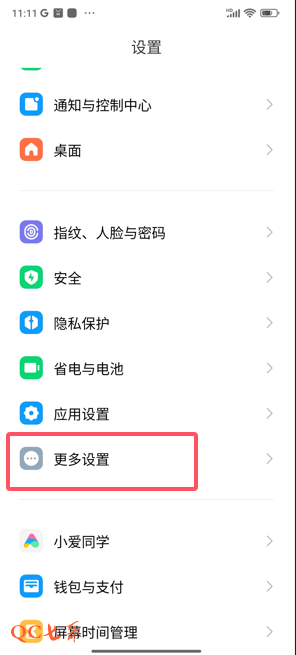 11:11
设置
通知与控制中心
桌面
指纹、人脸与密码
安全
隐私保护
省电与电池
应用设置
更多设置
小爱同学
钱包与支付
屏幕时间管理